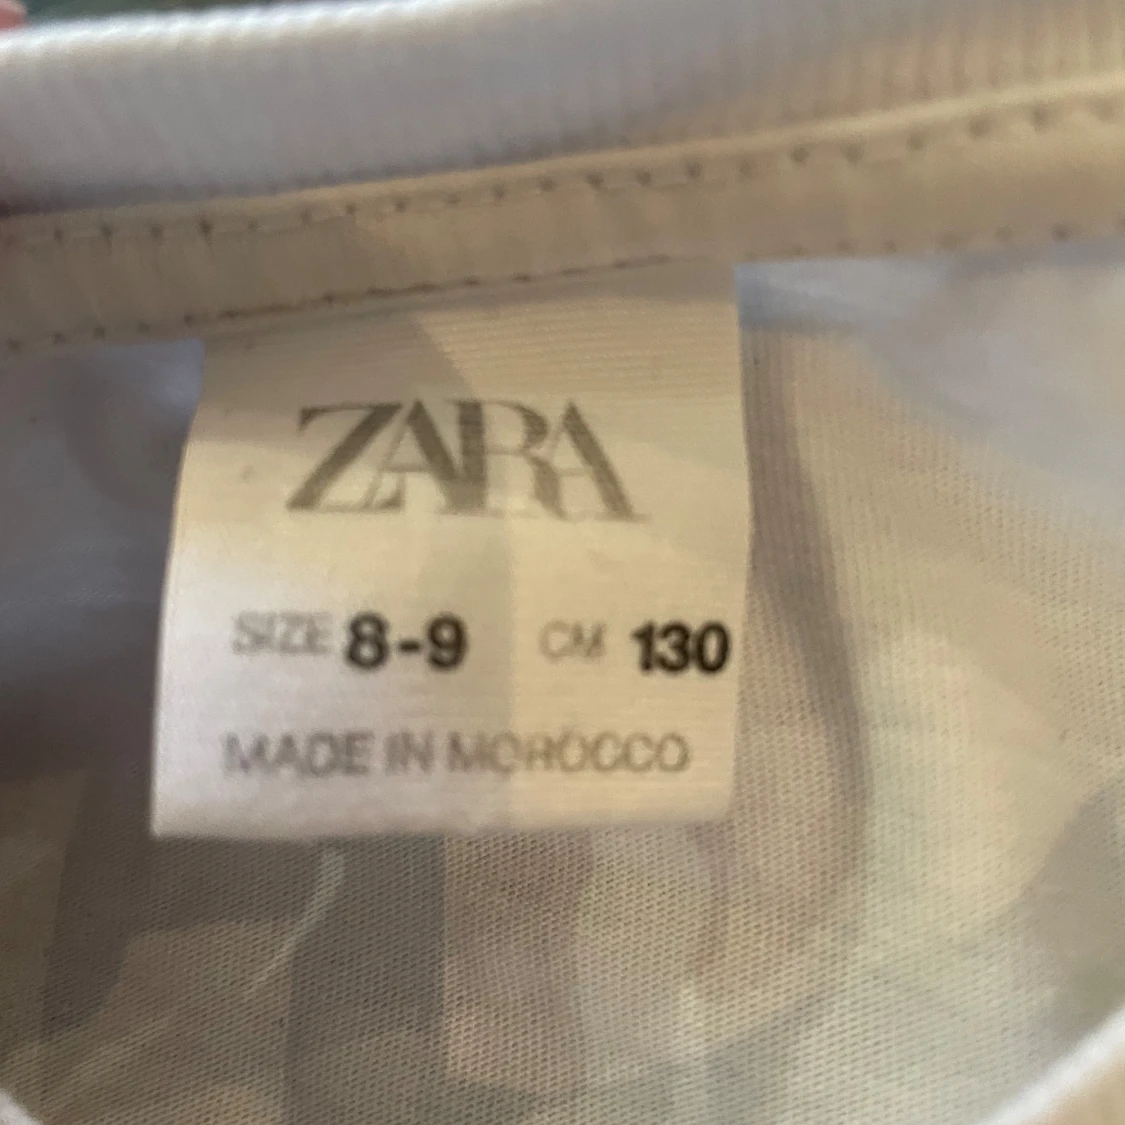 ZARA
SIZE 8-9 CM 130
MADE IN MOROCCO